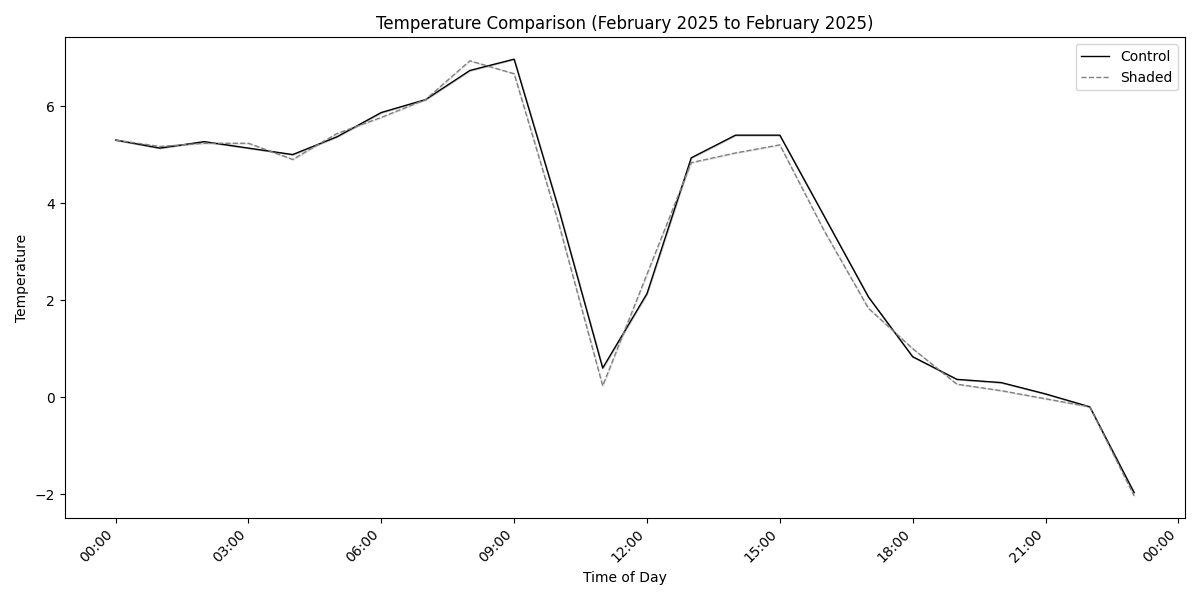 Temperature Comparison (February 2025 to February 2025)
Control
Shaded
6
4
2
0
−2
Temperature
00:00
03:00
06:00
09:00
12:00
15:00
18:00
21:00
00:00
Time of Day